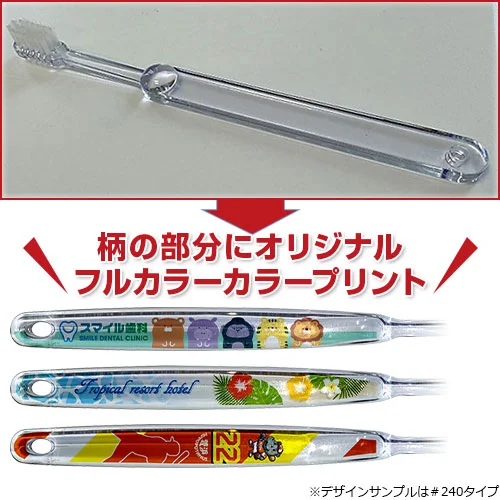 柄の部分にオリジナル
フルカラーカラープリント
スマイル歯科
SMILE DENTAL CLINIC
Tropical resort hotel
22
※デザインサンプルは＃240タイプ